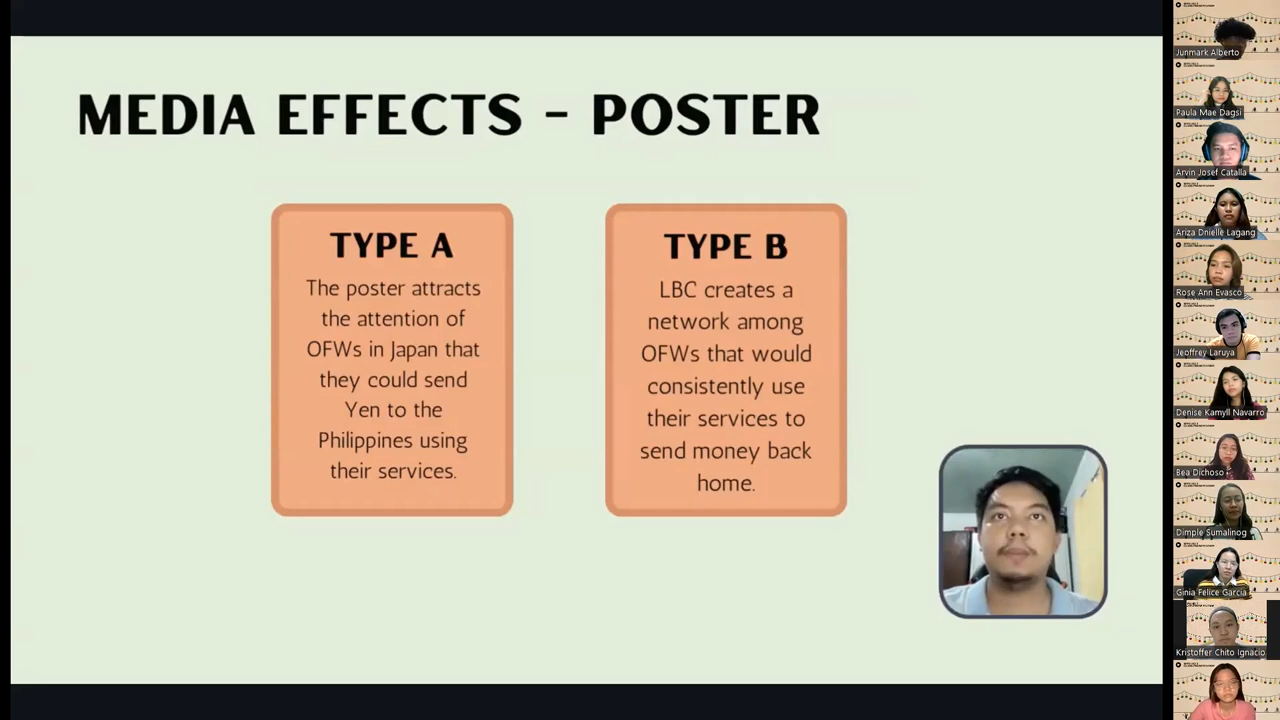 MEDIA EFFECTS - POSTER
TYPE A
The poster attracts
the attention of
OFWs in Japan that
they could send
Yen to the
Philippines using
their services.
TYPE B
LBC creates a
network among
OFWs that would
consistently use
their services to
send money back
home.
Junmark Alberto
Paula Mae Dagsi
Arvin Josef Catalla
Ariza Dnielle Lagang
Rose Ann Evasco
Jeoffrey Laruya
Denise Kamyll Navarro
Bea Dichoso
Dimple Sumalinog
Ginia Felice Garcia
Kristoffer Chito Ignacio